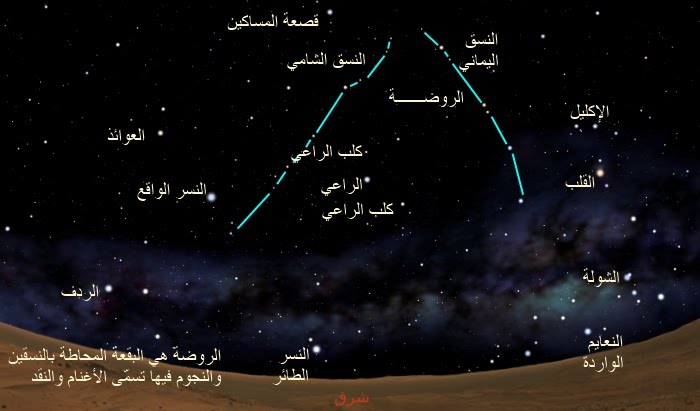 قصعة المساكين
النسق
اليماني
النسق الشامي
الروضـــــة
الإكليل
العوائذ
كلب الراعي
الراعي
القلب
النسر الواقع
كلب الراعي
الشولة
الردف
النعايم
الواردة
النسر
الطائر
الروضة هي البقعة المحاطة بالنسقين
والنجوم فيها تسمّى الأغنام والنقد
شرق